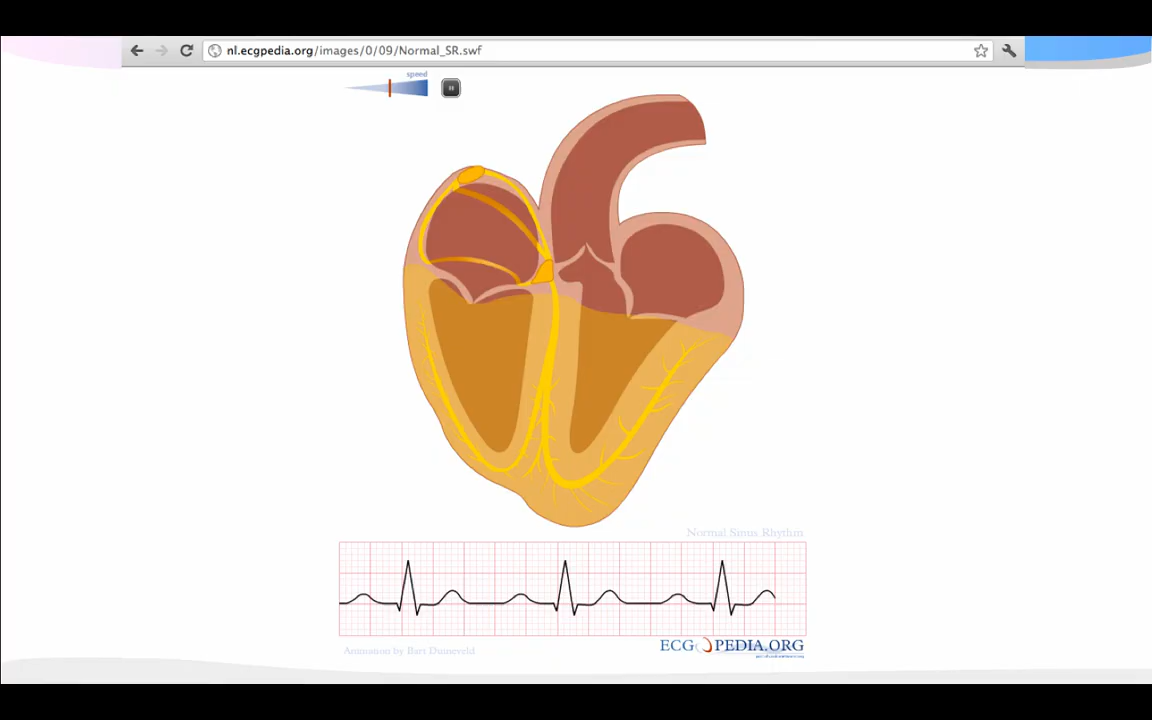 nl.ecgpedia.org/images/0/09/Normal_SR.swf
speed
Normal Sinus Rhythm
Animation by Bart Duineveld
ECGPEDIA.ORG